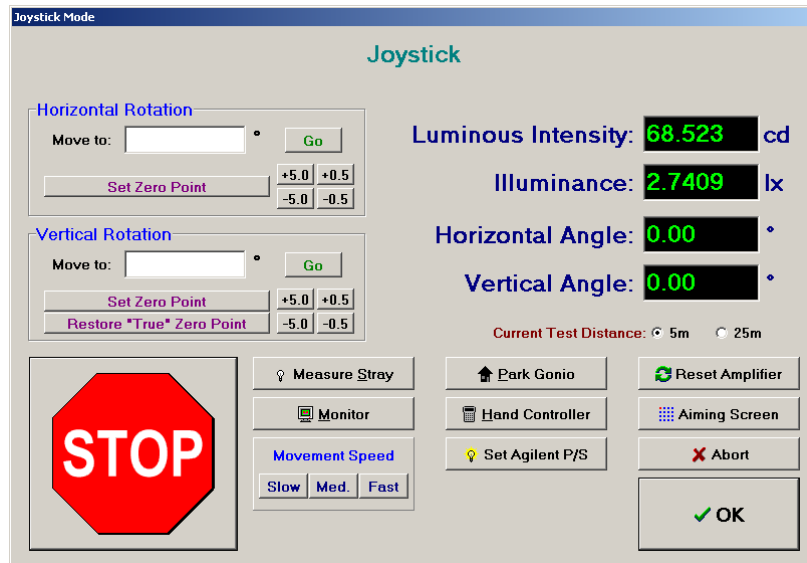 Joystick Mode
Joystick
Horizontal Rotation
Move to: ° Go
Set Zero Point
+5.0 +0.5
-5.0 -0.5
Vertical Rotation
Move to: ° Go
Set Zero Point
Restore "True" Zero Point
+5.0 +0.5
-5.0 -0.5
Luminous Intensity: 68.523 cd
Illuminance: 2.7409 lx
Horizontal Angle: 0.00 °
Vertical Angle: 0.00 °
Current Test Distance: 5m 25m
STOP
Measure Stray
Park Gonio
Reset Amplifier
Monitor
Hand Controller
Aiming Screen
Movement Speed
Slow Med. Fast
Set Agilent P/S
Abort
OK